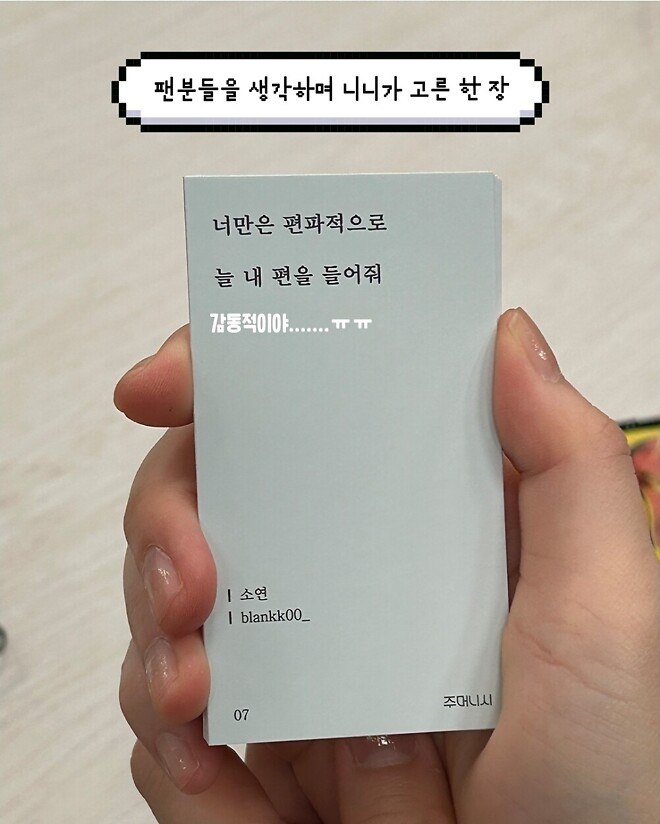 팬분들을 생각하며 니니가 고른 한 장
너만은 편파적으로
늘 내 편을 들어줘
감동적이야.......ㅠㅠ
소연
blankk00_
07
주머니시